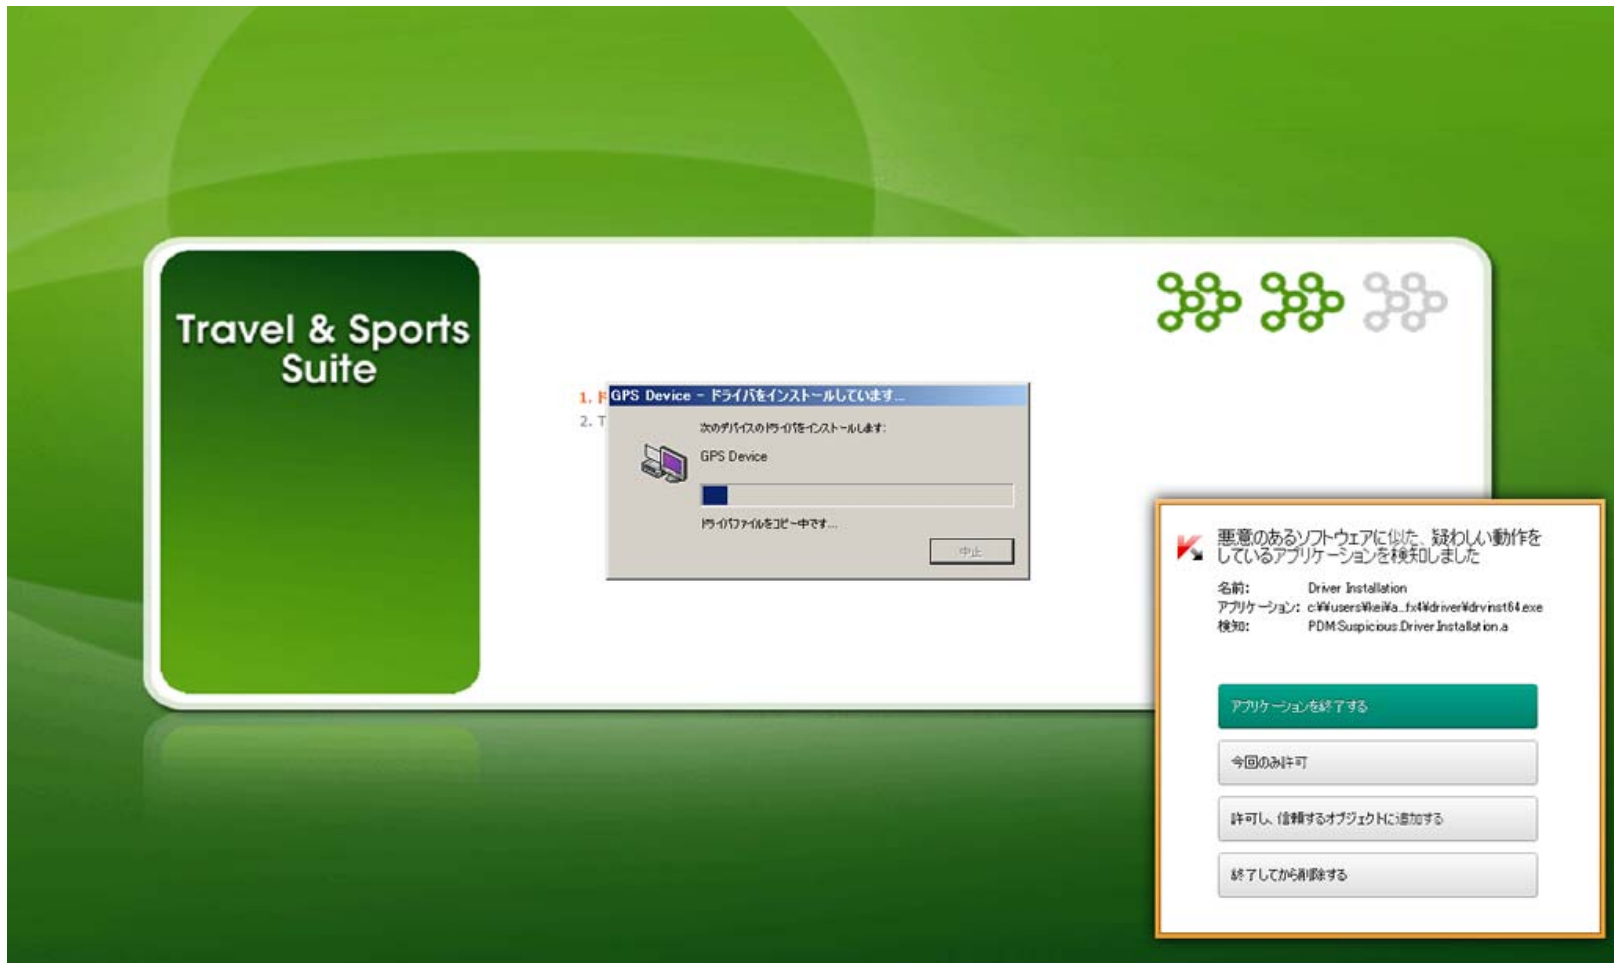 Travel & Sports
Suite
1. ド
2. T
GPS Device - ドライバをインストールしています...
次のデバイスのドライバをインストールします:
GPS Device
ドライバファイルをコピー中です...
中止
悪意のあるソフトウェアに似た、疑わしい動作を
しているアプリケーションを検知しました
名前: Driver Installation
アプリケーション: c:¥¥users¥kei¥a...fx4¥driver¥drvinst64.exe
検知: PDM:Suspicious.Driver.Installation.a
アプリケーションを終了する
今回のみ許可
許可し、信頼するオブジェクトに追加する
終了してから削除する